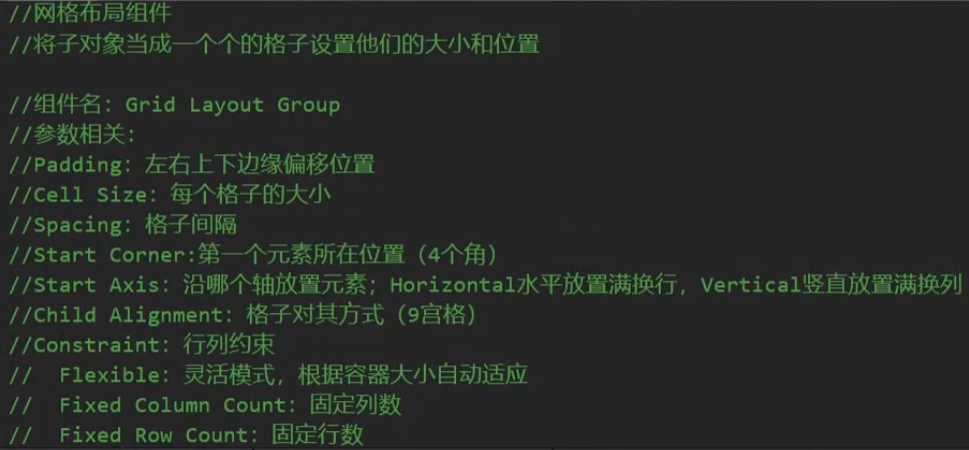 //网格布局组件
//将子对象当成一个个的格子设置他们的大小和位置
//组件名: Grid Layout Group
//参数相关:
//Padding: 左右上下边缘偏移位置
//Cell Size: 每个格子的大小
//Spacing: 格子间隔
//Start Corner:第一个元素所在位置（4个角）
//Start Axis: 沿哪个轴放置元素；Horizontal水平放置满换行，Vertical竖直放置满换列
//Child Alignment: 格子对其方式（9宫格）
//Constraint: 行列约束
//  Flexible: 灵活模式，根据容器大小自动适应
//  Fixed Column Count: 固定列数
//  Fixed Row Count: 固定行数